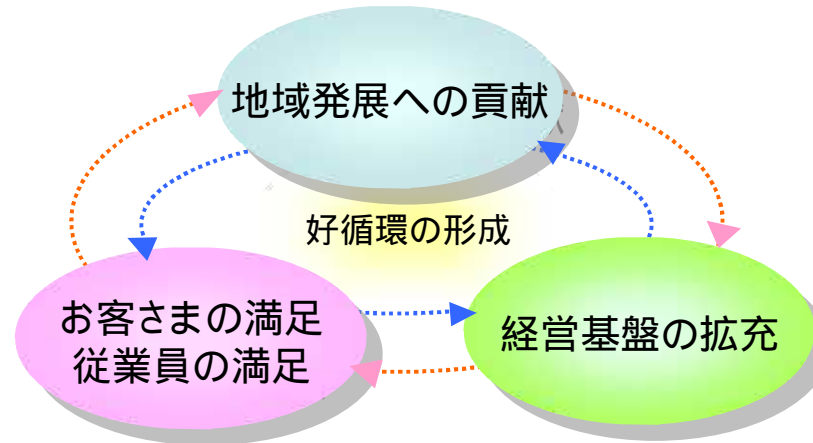 地域発展への貢献
好循環の形成
お客さまの満足
従業員の満足
経営基盤の拡充